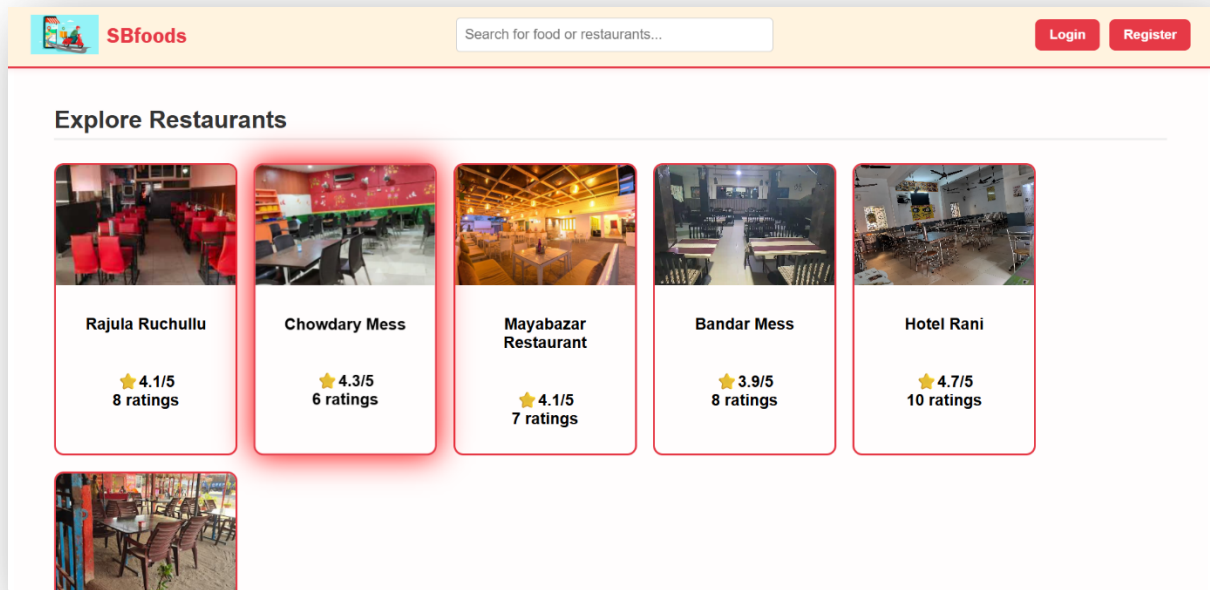 SBfoods
Search for food or restaurants...
Login
Register
Explore Restaurants
Rajula Ruchullu
4.1/5
8 ratings
Chowdary Mess
4.3/5
6 ratings
Mayabazar
Restaurant
4.1/5
7 ratings
Bandar Mess
3.9/5
8 ratings
Hotel Rani
4.7/5
10 ratings